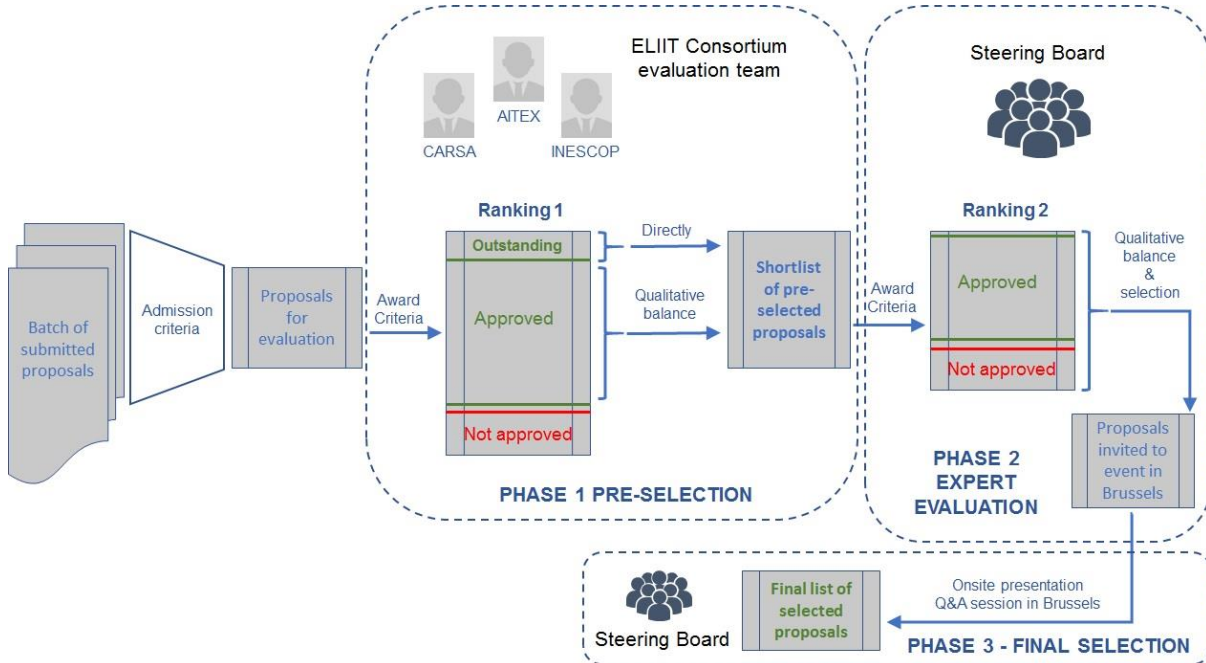 ELIIT Consortium
evaluation team
AITEX
CARSA
INESCOP
Steering Board
Batch of
submitted
proposals
Admission
criteria
Proposals
for
evaluation
Award
Criteria
Ranking 1
Outstanding
Approved
Not approved
Directly
Qualitative
balance
Shortlist
of pre-
selected
proposals
PHASE 1 PRE-SELECTION
Award
Criteria
Ranking 2
Approved
Not approved
Qualitative
balance
&
selection
Proposals
invited to
event in
Brussels
PHASE 2
EXPERT
EVALUATION
Steering Board
Final list of
selected
proposals
Onsite presentation
Q&A session in Brussels
PHASE 3 - FINAL SELECTION